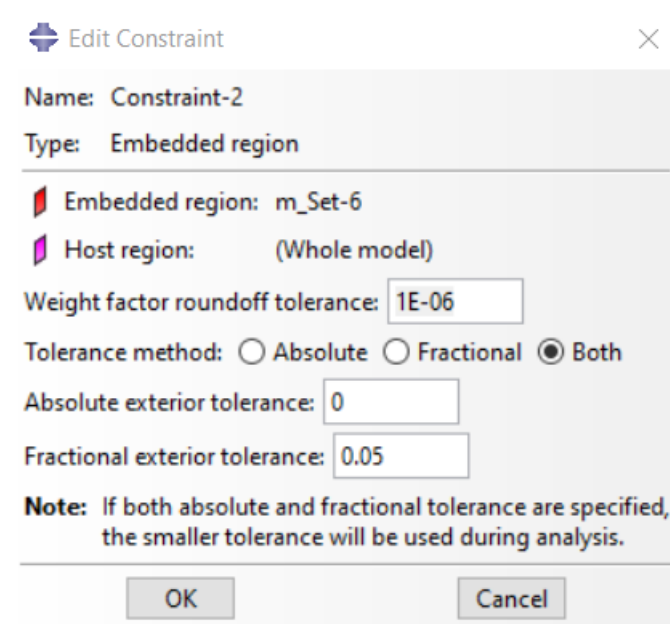 Edit Constraint
Name: Constraint-2
Type: Embedded region
Embedded region: m_Set-6
Host region: (Whole model)
Weight factor roundoff tolerance: 1E-06
Tolerance method: Absolute Fractional Both
Absolute exterior tolerance: 0
Fractional exterior tolerance: 0.05
Note: If both absolute and fractional tolerance are specified,
the smaller tolerance will be used during analysis.
OK Cancel